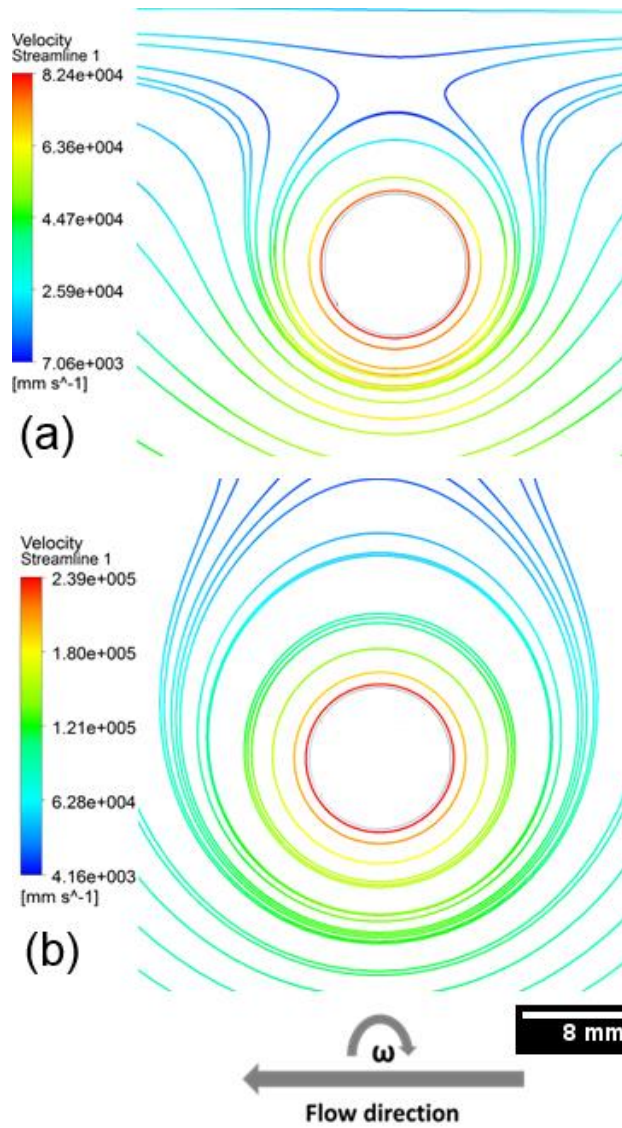 Velocity
Streamline 1
8.24e+004
6.36e+004
4.47e+004
2.59e+004
7.06e+003
[mm s^-1]
(a)
Velocity
Streamline 1
2.39e+005
1.80e+005
1.21e+005
6.28e+004
4.16e+003
[mm s^-1]
(b)
ω
8 mm
Flow direction